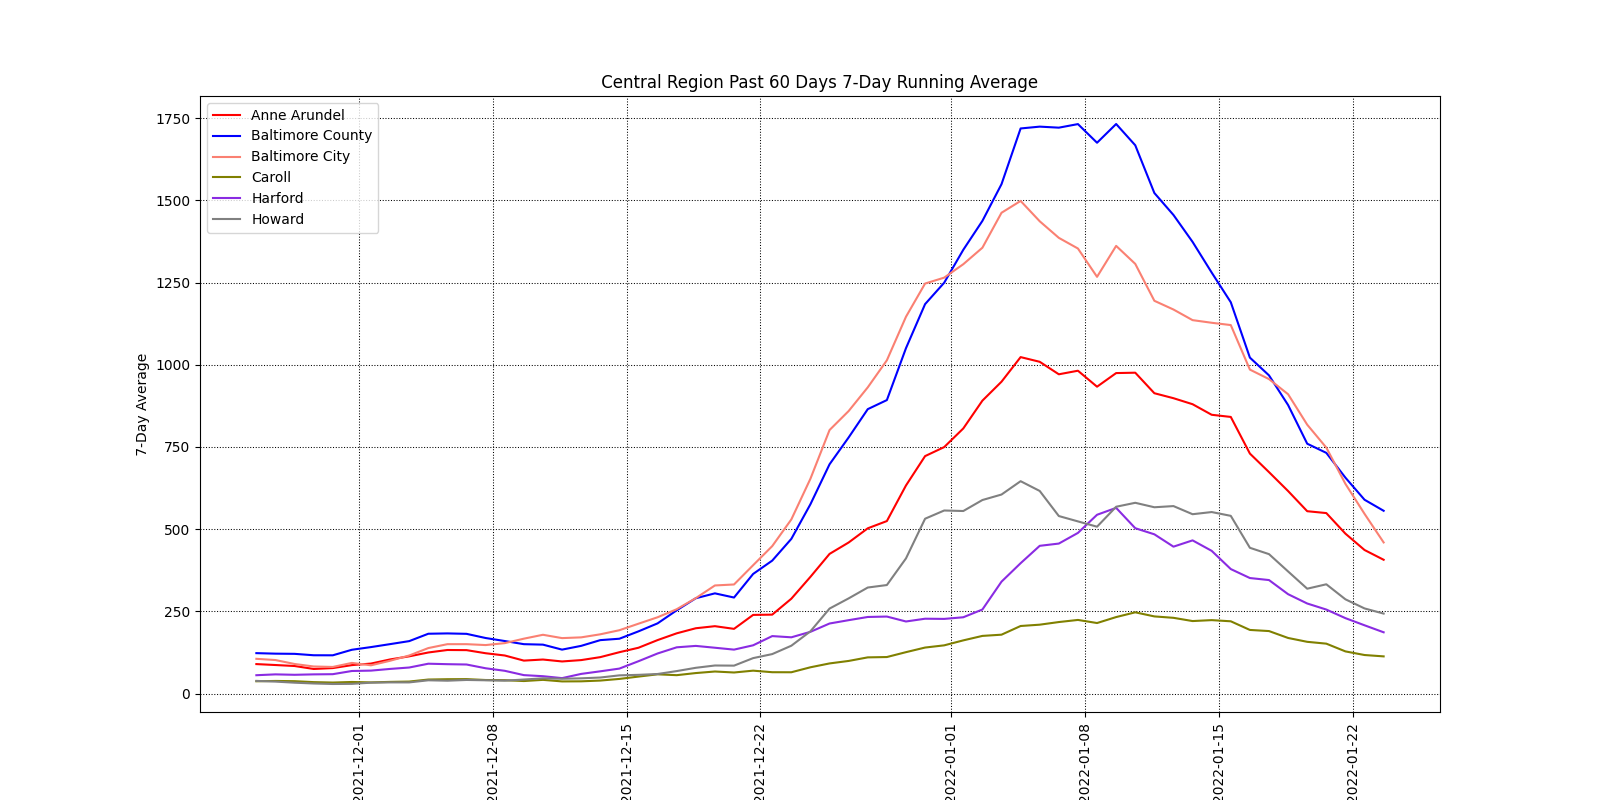 Central Region Past 60 Days 7-Day Running Average
Anne Arundel
Baltimore County
Baltimore City
Caroll
Harford
Howard
7-Day Average
1750
1500
1250
1000
750
500
250
0
2021-12-01
2021-12-08
2021-12-15
2021-12-22
2022-01-01
2022-01-08
2022-01-15
2022-01-22